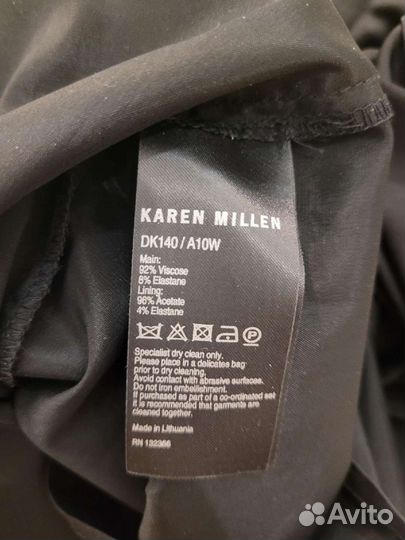 KAREN MILLEN
DK140 / A10W
Main:
92% Viscose
8% Elastane
Lining:
96% Acetate
4% Elastane
P
Specialist dry clean only.
Please place in a delicates bag
prior to dry cleaning.
Avoid contact with abrasive surfaces.
Do not iron embellishment.
If purchased as part of a co-ordinated set
it is recommended that garments are
cleaned together.
Made in Lithuania
RN 132366
Avito